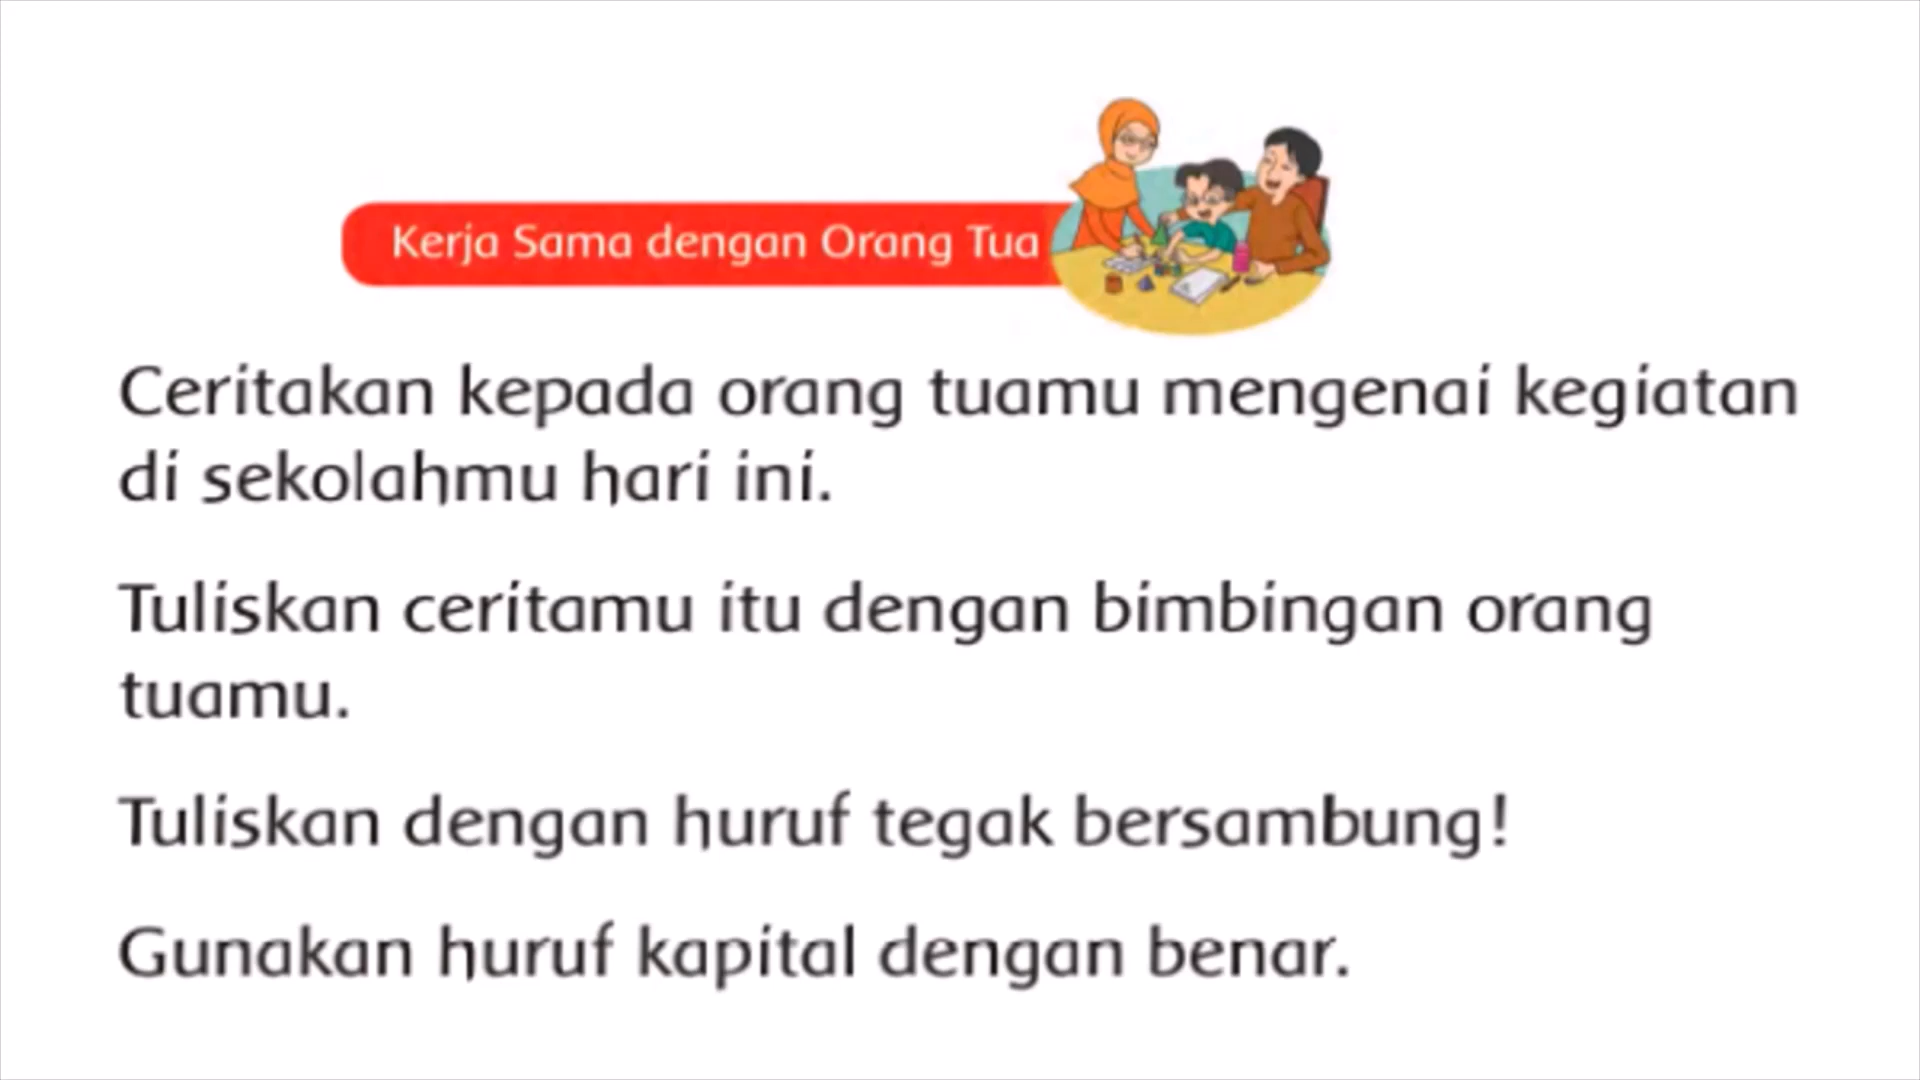 Kerja Sama dengan Orang Tua
Ceritakan kepada orang tuamu mengenai kegiatan
di sekolahmu hari ini.
Tuliskan ceritamu itu dengan bimbingan orang
tuamu.
Tuliskan dengan huruf tegak bersambung!
Gunakan huruf kapital dengan benar.